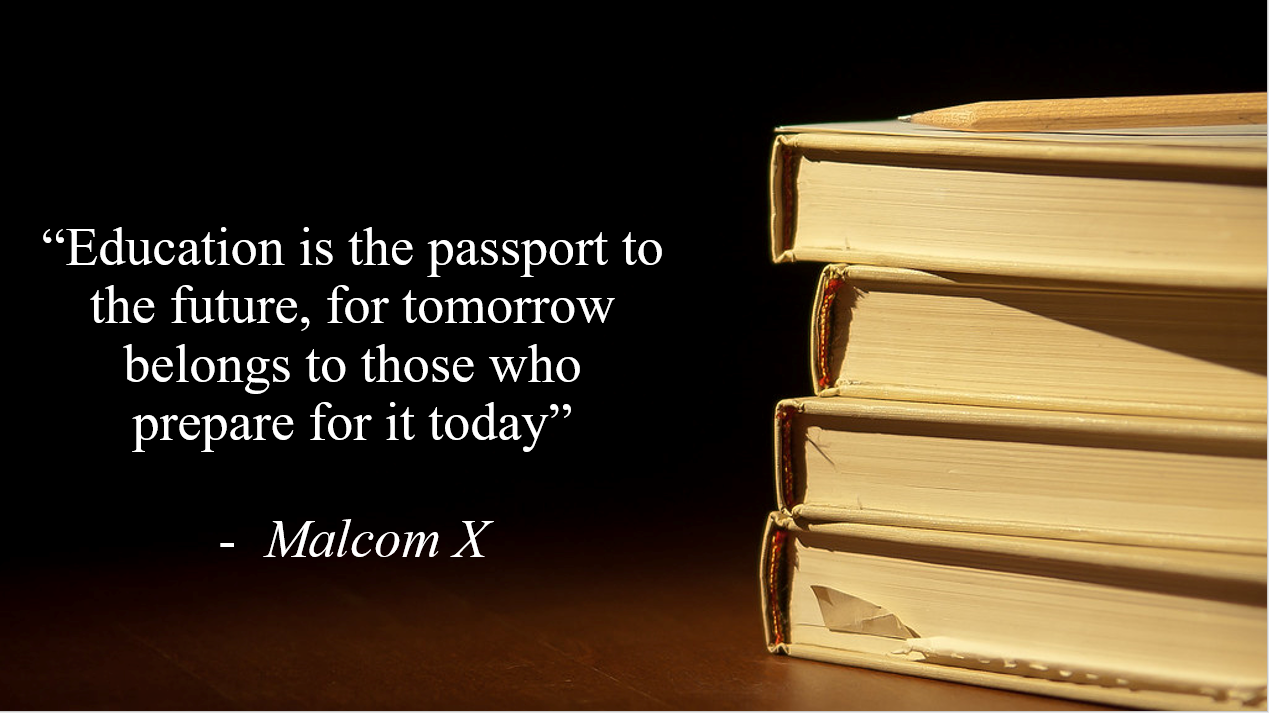 “Education is the passport to
the future, for tomorrow
belongs to those who
prepare for it today”
- Malcom X